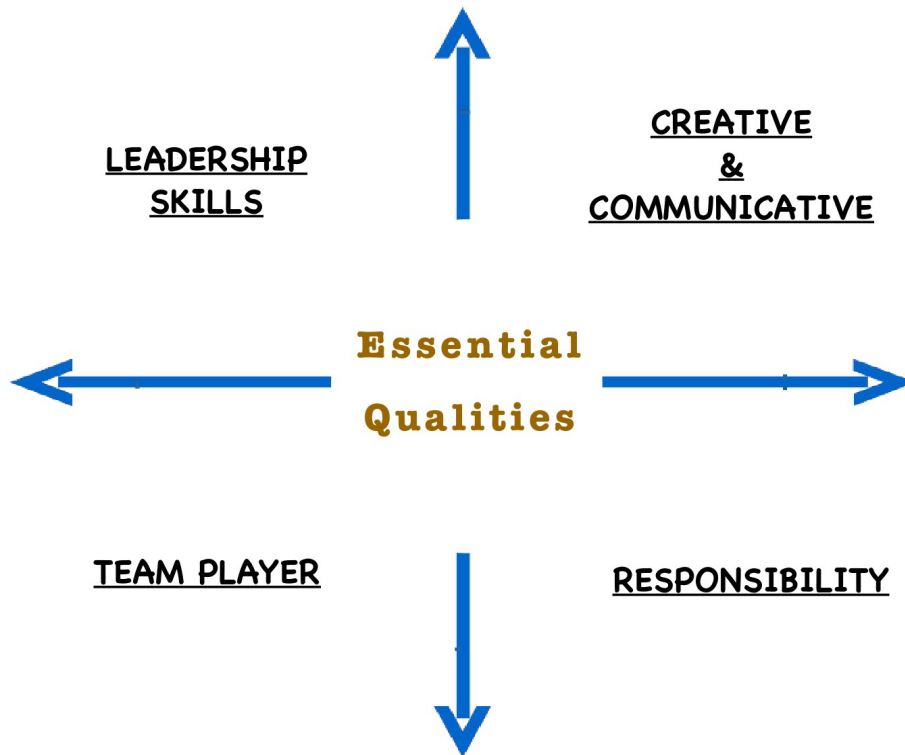 LEADERSHIP
SKILLS
CREATIVE
&
COMMUNICATIVE
Essential
Qualities
TEAM PLAYER
RESPONSIBILITY